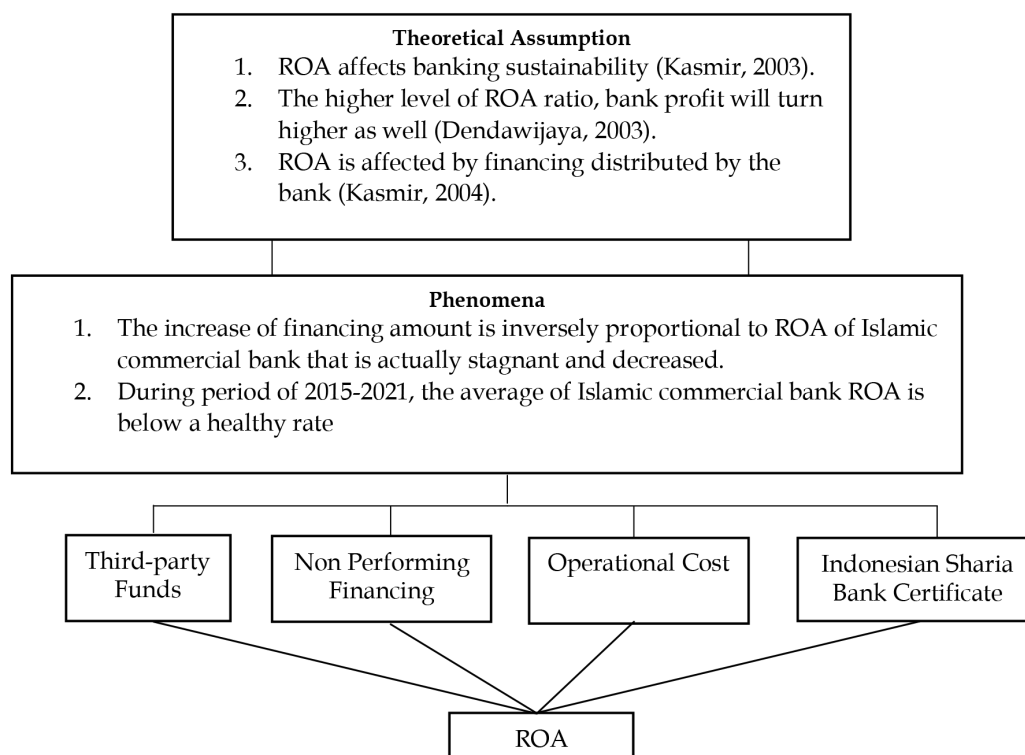 Theoretical Assumption
1. ROA affects banking sustainability (Kasmir, 2003).
2. The higher level of ROA ratio, bank profit will turn
higher as well (Dendawijaya, 2003).
3. ROA is affected by financing distributed by the
bank (Kasmir, 2004).
Phenomena
1. The increase of financing amount is inversely proportional to ROA of Islamic
commercial bank that is actually stagnant and decreased.
2. During period of 2015-2021, the average of Islamic commercial bank ROA is
below a healthy rate
Third-party
Funds
Non Performing
Financing
Operational Cost
Indonesian Sharia
Bank Certificate
ROA